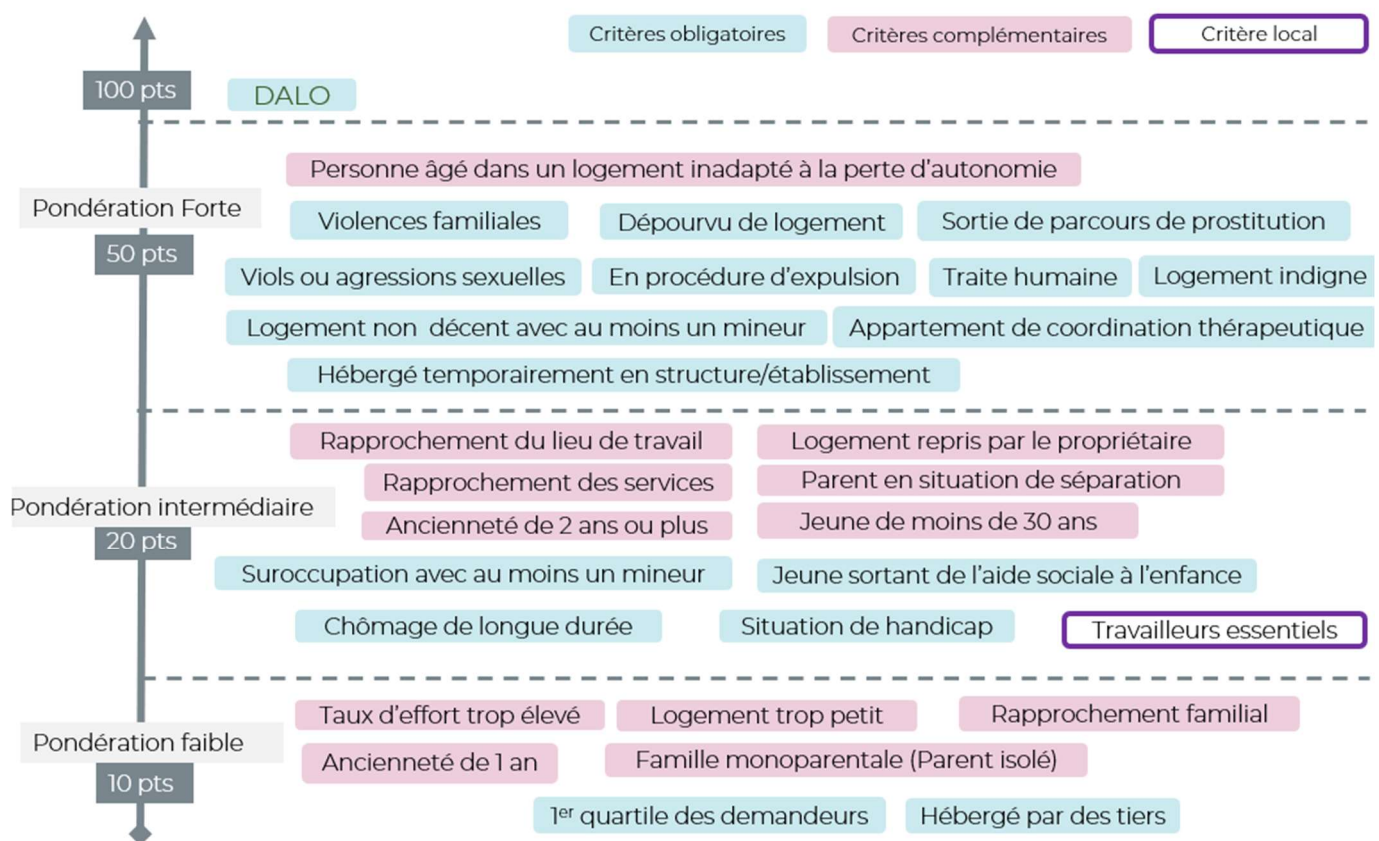 Critères obligatoires
Critères complémentaires
Critère local
100 pts
DALO
Personne âgé dans un logement inadapté à la perte d'autonomie
Pondération Forte
Violences familiales
Dépourvu de logement
Sortie de parcours de prostitution
50 pts
Viols ou agressions sexuelles
En procédure d'expulsion
Traite humaine
Logement indigne
Logement non décent avec au moins un mineur
Appartement de coordination thérapeutique
Hébergé temporairement en structure/établissement
Rapprochement du lieu de travail
Logement repris par le propriétaire
Rapprochement des services
Parent en situation de séparation
Pondération intermédiaire
Ancienneté de 2 ans ou plus
Jeune de moins de 30 ans
20 pts
Suroccupation avec au moins un mineur
Jeune sortant de l'aide sociale à l'enfance
Chômage de longue durée
Situation de handicap
Travailleurs essentiels
Taux d'effort trop élevé
Logement trop petit
Rapprochement familial
Pondération faible
Ancienneté de 1 an
Famille monoparentale (Parent isolé)
10 pts
1er quartile des demandeurs
Hébergé par des tiers